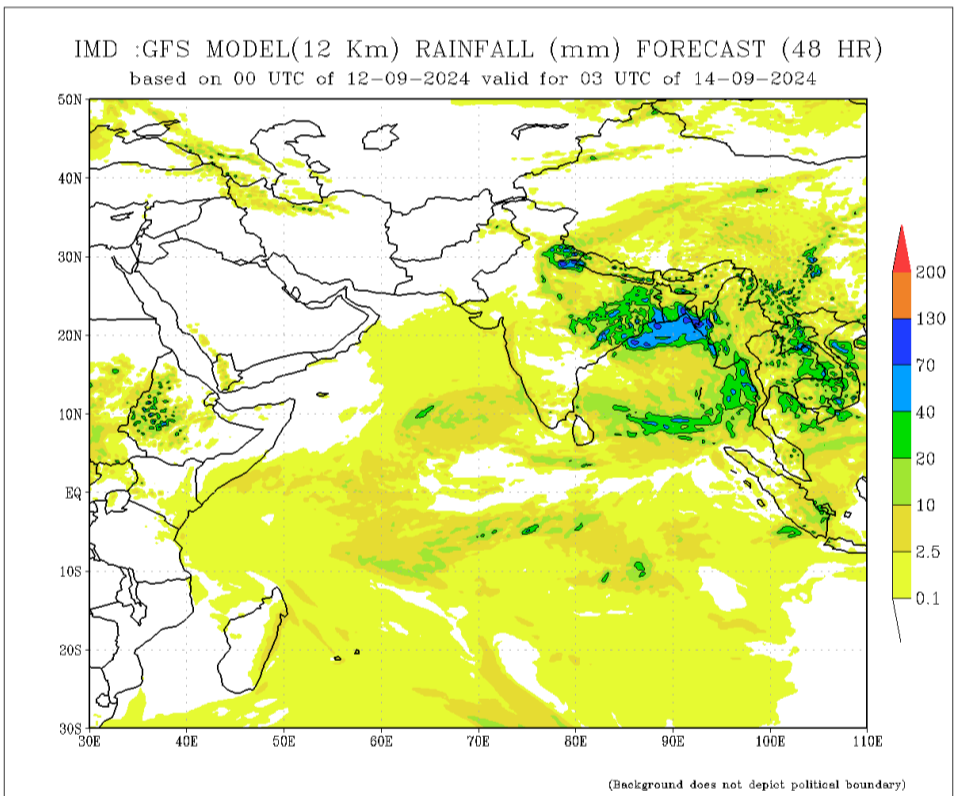 IMD :GFS MODEL(12 Km) RAINFALL (mm) FORECAST (48 HR)
based on 00 UTC of 12-09-2024 valid for 03 UTC of 14-09-2024
50N
40N
30N
20N
10N
EQ
10S
20S
30S
30E 40E 50E 60E 70E 80E 90E 100E 110E
200
130
70
40
20
10
2.5
0.1
(Background does not depict political boundary)